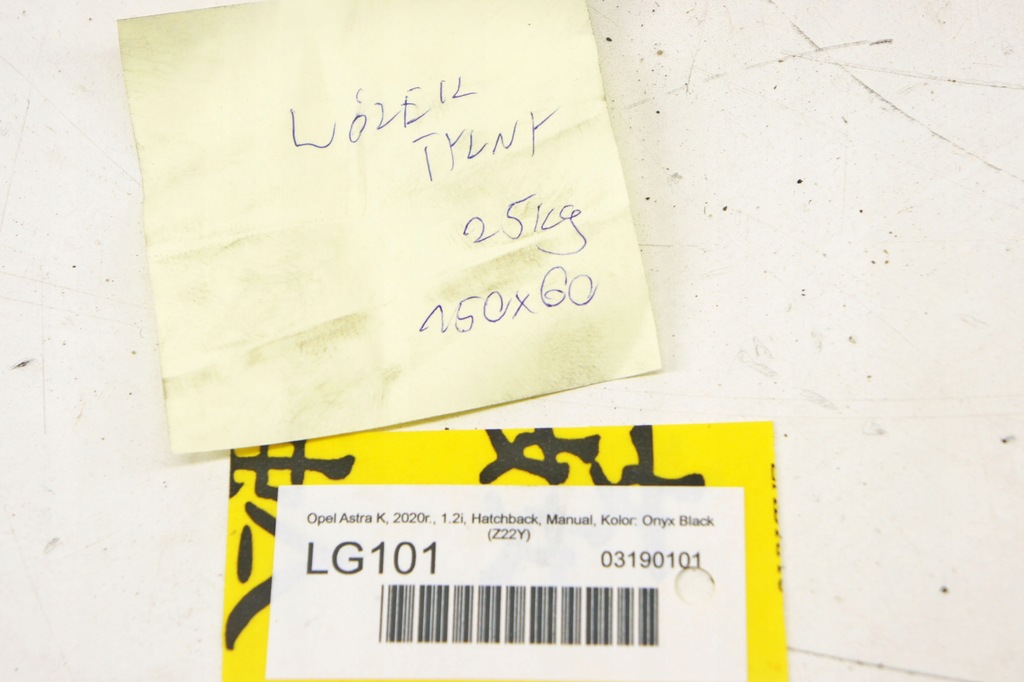 WÓZEK
TYLNY
25kg
150x60
Opel Astra K, 2020r., 1.2i, Hatchback, Manual, Kolor: Onyx Black
(Z22Y)
LG101
03190101